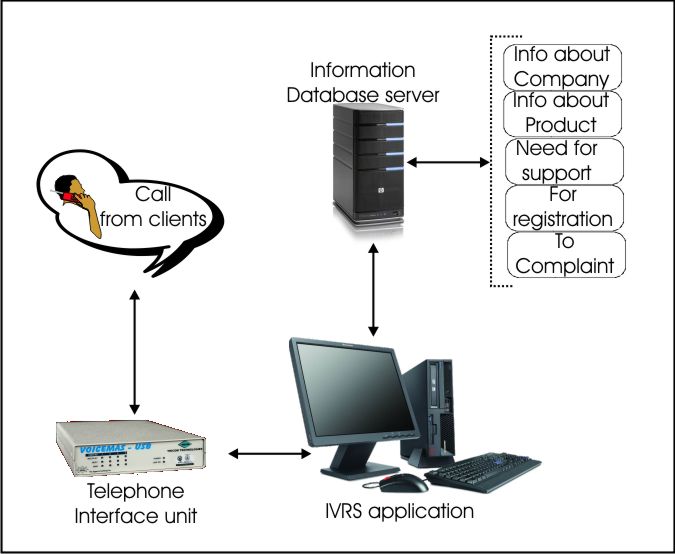 Information
Database server
Info about
Company
Info about
Product
Need for
support
For
registration
To
Complaint
Call
from clients
VOICEMAS - USB
Telephone
Interface unit
IVRS application
hp